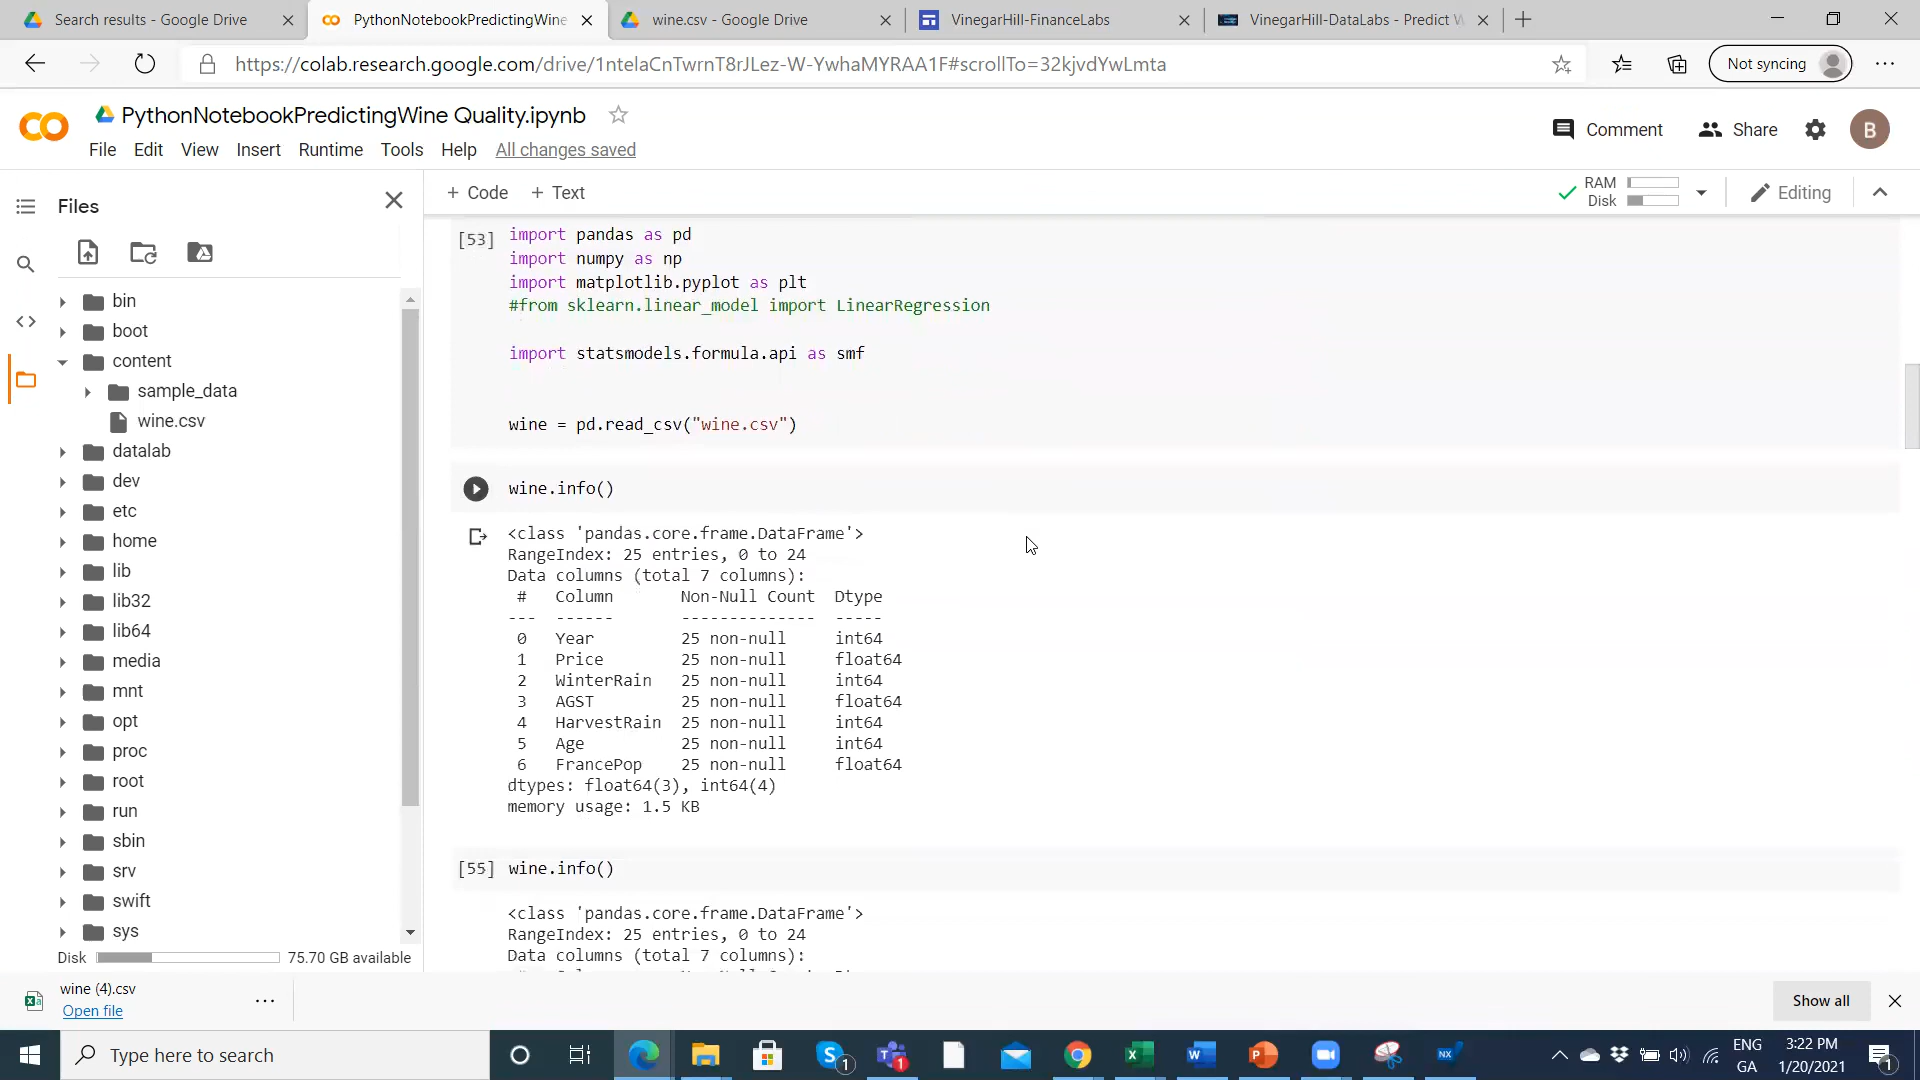 Search results - Google Drive
PythonNotebookPredictingWine
wine.csv - Google Drive
VinegarHill-FinanceLabs
VinegarHill-DataLabs - Predict W
https://colab.research.google.com/drive/1ntelaCnTwrnT8rJLez-W-YwhaMYRAA1F#scrollTo=32kjvdYwLmta
Not syncing
PythonNotebookPredictingWine Quality.ipynb
Comment
Share
B
File Edit View Insert Runtime Tools Help All changes saved
Files
+ Code + Text
RAM
Disk
Editing
bin
boot
content
sample_data
wine.csv
datalab
dev
etc
home
lib
lib32
lib64
media
mnt
opt
proc
root
run
sbin
srv
swift
sys
Disk 75.70 GB available
[53] import pandas as pd
import numpy as np
import matplotlib.pyplot as plt
#from sklearn.linear_model import LinearRegression
import statsmodels.formula.api as smf
wine = pd.read_csv("wine.csv")
wine.info()
<class 'pandas.core.frame.DataFrame'>
RangeIndex: 25 entries, 0 to 24
Data columns (total 7 columns):
# Column Non-Null Count Dtype
--- ------ -------------- -----
0 Year 25 non-null int64
1 Price 25 non-null float64
2 WinterRain 25 non-null int64
3 AGST 25 non-null float64
4 HarvestRain 25 non-null int64
5 Age 25 non-null int64
6 FrancePop 25 non-null float64
dtypes: float64(3), int64(4)
memory usage: 1.5 KB
[55] wine.info()
<class 'pandas.core.frame.DataFrame'>
RangeIndex: 25 entries, 0 to 24
Data columns (total 7 columns):
wine (4).csv
Open file
Show all
Type here to search
1
1
NX
ENG
GA
3:22 PM
1/20/2021
1